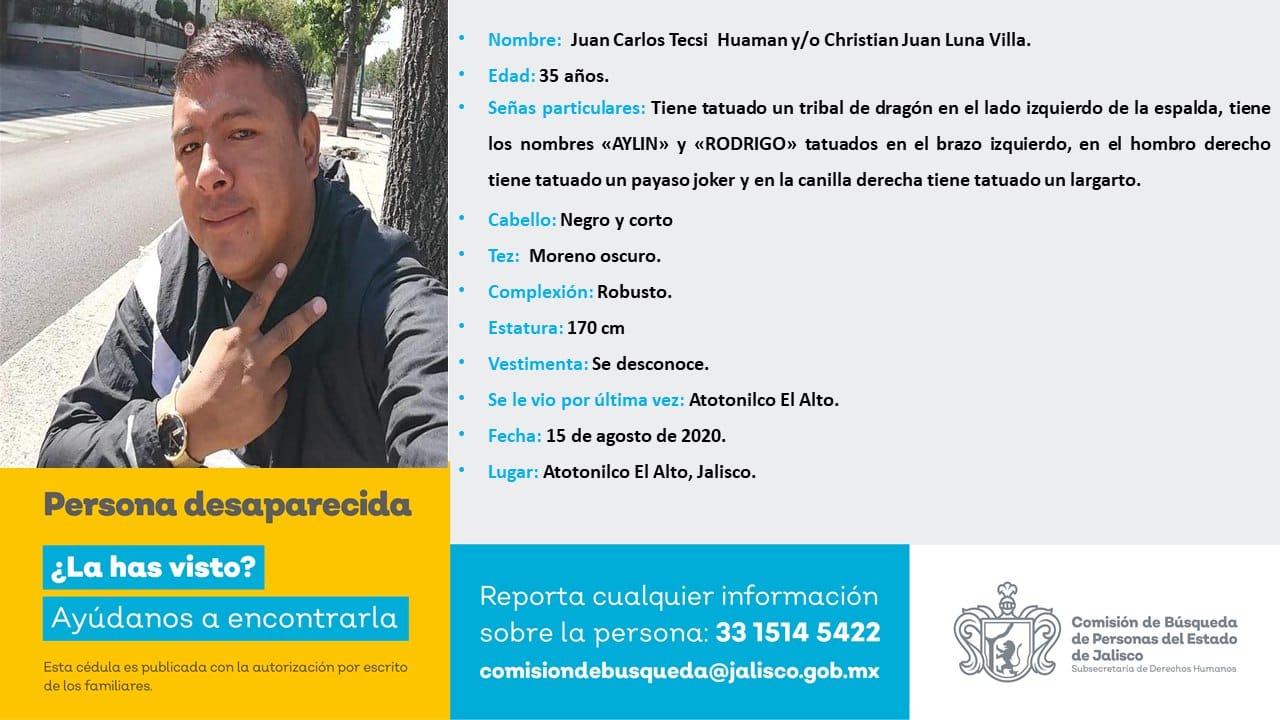 Nombre: Juan Carlos Tecsi Huaman y/o Christian Juan Luna Villa.
Edad: 35 años.
Señas particulares: Tiene tatuado un tribal de dragón en el lado izquierdo de la espalda, tiene
los nombres «AYLIN» y «RODRIGO» tatuados en el brazo izquierdo, en el hombro derecho
tiene tatuado un payaso joker y en la canilla derecha tiene tatuado un largarto.
Cabello: Negro y corto
Tez: Moreno oscuro.
Complexión: Robusto.
Estatura: 170 cm
Vestimenta: Se desconoce.
Se le vio por última vez: Atotonilco El Alto.
Fecha: 15 de agosto de 2020.
Lugar: Atotonilco El Alto, Jalisco.
Persona desaparecida
¿La has visto?
Ayúdanos a encontrarla
Esta cédula es publicada con la autorización por escrito
de los familiares.
Reporta cualquier información
sobre la persona: 33 1514 5422
comisiondebusqueda@jalisco.gob.mx
Comisión de Búsqueda
de Personas del Estado
de Jalisco
Subsecretaría de Derechos Humanos